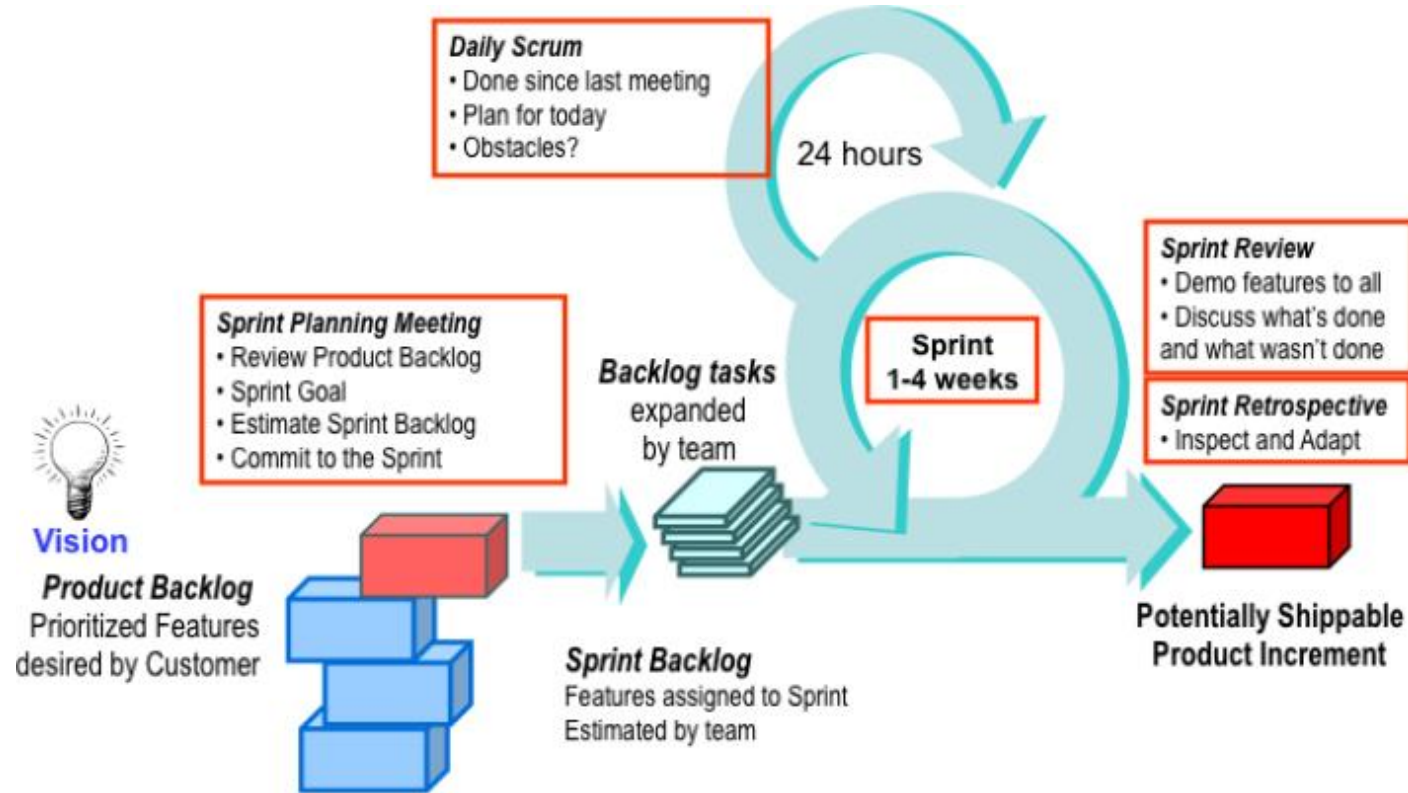 Daily Scrum
• Done since last meeting
• Plan for today
• Obstacles?
24 hours
Sprint Planning Meeting
• Review Product Backlog
• Sprint Goal
• Estimate Sprint Backlog
• Commit to the Sprint
Backlog tasks
expanded
by team
Sprint
1-4 weeks
Sprint Review
• Demo features to all
• Discuss what's done
and what wasn't done
Sprint Retrospective
• Inspect and Adapt
Vision
Product Backlog
Prioritized Features
desired by Customer
Sprint Backlog
Features assigned to Sprint
Estimated by team
Potentially Shippable
Product Increment